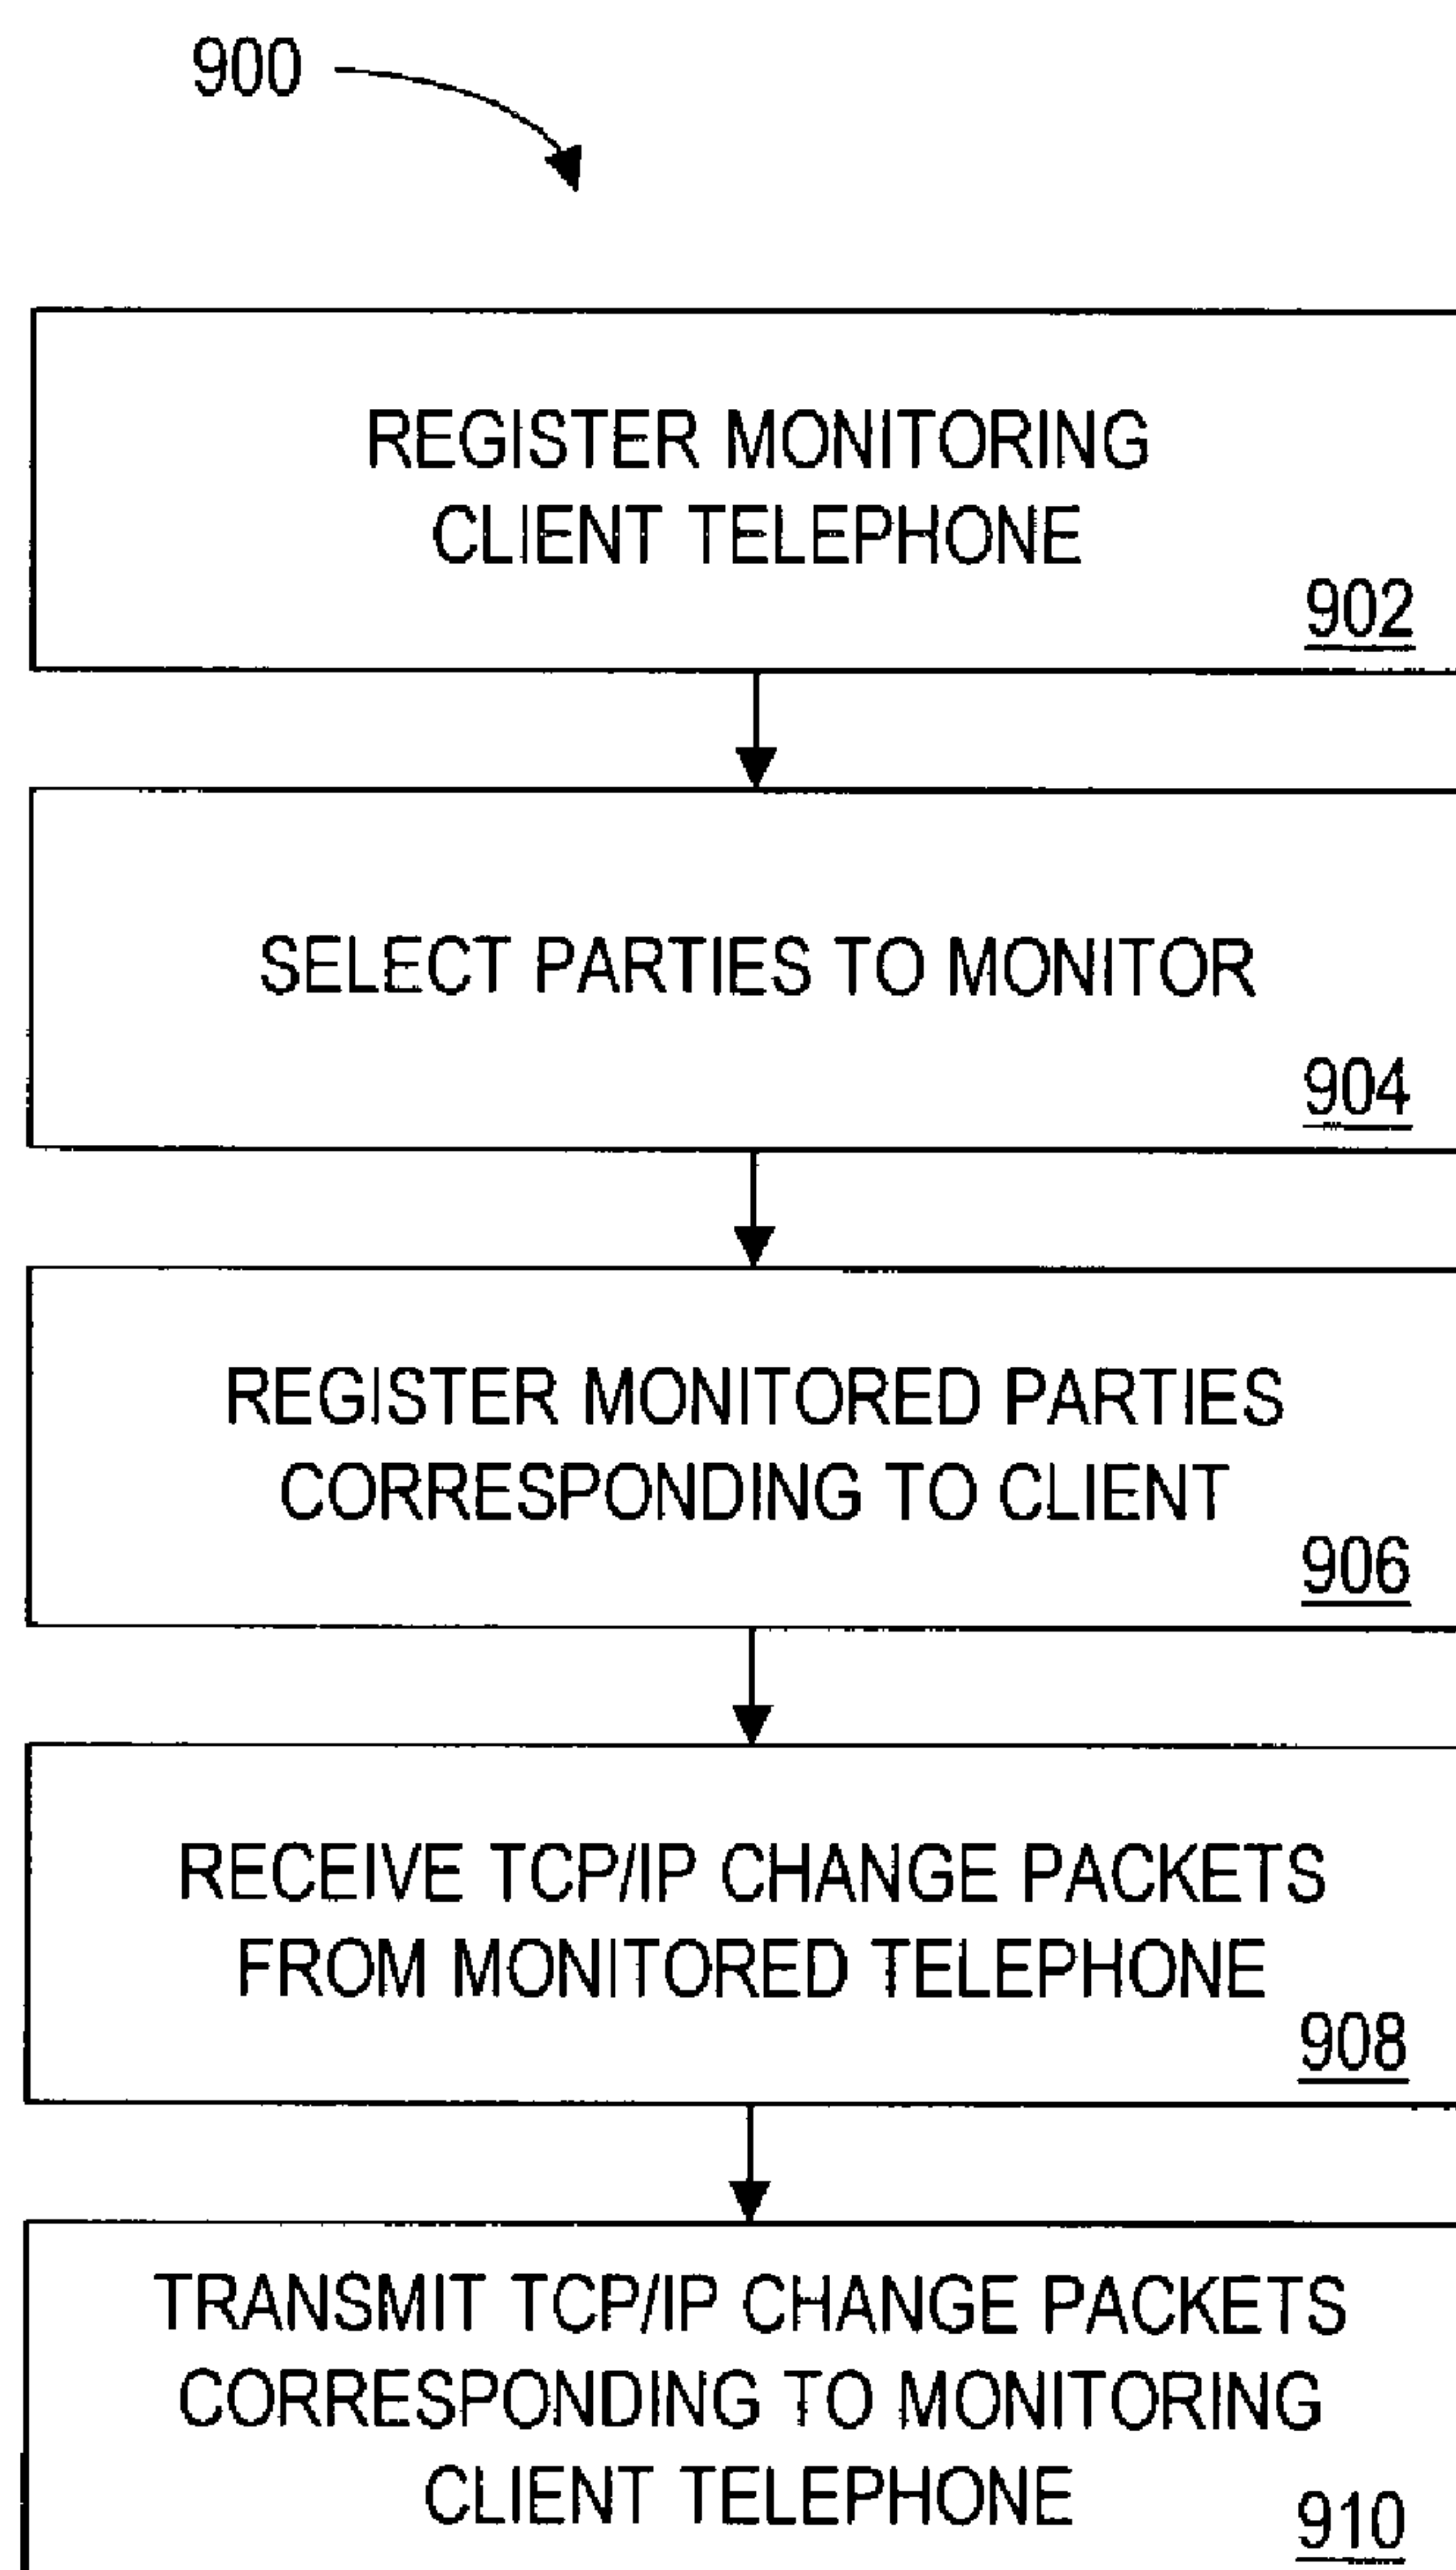 900
REGISTER MONITORING
CLIENT TELEPHONE
902
SELECT PARTIES TO MONITOR
904
REGISTER MONITORED PARTIES
CORRESPONDING TO CLIENT
906
RECEIVE TCP/IP CHANGE PACKETS
FROM MONITORED TELEPHONE
908
TRANSMIT TCP/IP CHANGE PACKETS
CORRESPONDING TO MONITORING
CLIENT TELEPHONE
910